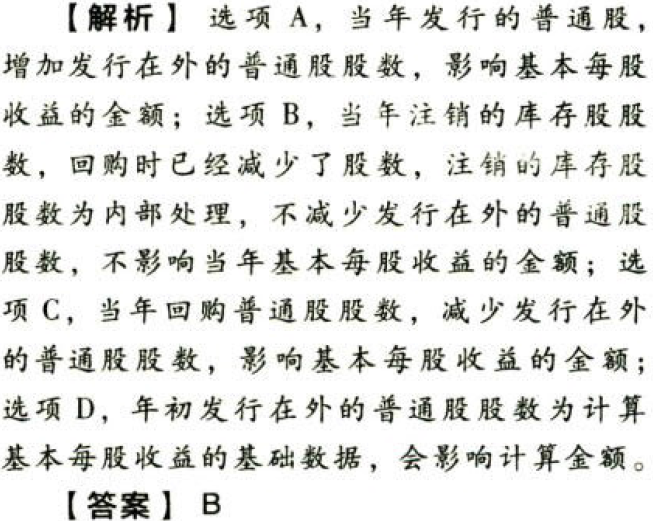 【解析】 选项 A，当年发行的普通股，
增加发行在外的普通股股数，影响基本每股
收益的金额；选项 B，当年注销的库存股股
数，回购时已经减少了股数，注销的库存股
股数为内部处理，不减少发行在外的普通股
股数，不影响当年基本每股收益的金额；选
项 C，当年回购普通股股数，减少发行在外
的普通股股数，影响基本每股收益的金额；
选项 D，年初发行在外的普通股股数为计算
基本每股收益的基础数据，会影响计算金额。
【答案】 B